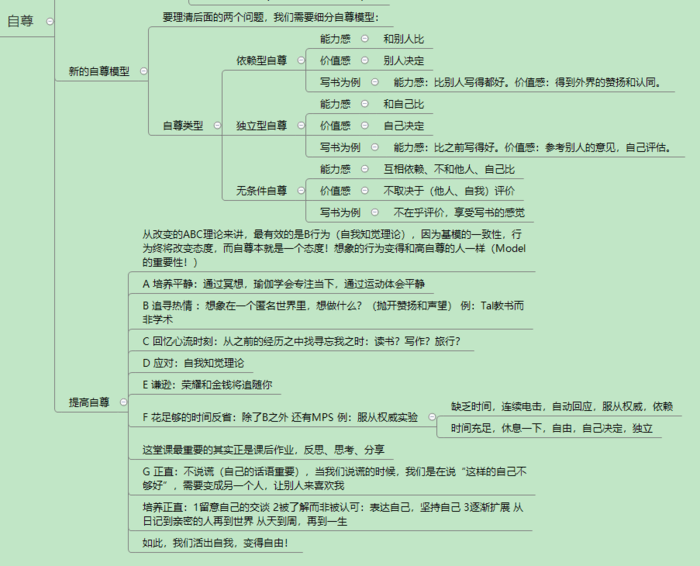 自尊
要理清后面的两个问题，我们需要细分自尊模型：
新的自尊模型
自尊类型
依赖型自尊
能力感
和别人比
价值感
别人决定
写书为例
能力感：比别人写得都好。价值感：得到外界的赞扬和认同。
独立型自尊
能力感
和自己比
价值感
自己决定
写书为例
能力感：比之前写得好。价值感：参考别人的意见，自己评估。
无条件自尊
能力感
互相依赖、不和他人、自己比
价值感
不取决于（他人、自我）评价
写书为例
不在乎评价，享受写书的感觉
提高自尊
从改变的ABC理论来讲，最有效的是B行为（自我知觉理论），因为基模的一致性，行
为终将改变态度，而自尊本就是一个态度！想象的行为变得和高自尊的人一样（Model
的重要性！）
A 培养平静：通过冥想，瑜伽学会专注当下，通过运动体会平静
B 追寻热情 ：想象在一个匿名世界里，想做什么？（抛开赞扬和声望） 例：Tal教书而
非学术
C 回忆心流时刻：从之前的经历之中找寻忘我之时：读书？写作？旅行？
D 应对：自我知觉理论
E 谦逊：荣耀和金钱将追随你
F 花足够的时间反省：除了B之外 还有MPS 例：服从权威实验
缺乏时间，连续电击，自动回应，服从权威，依赖
时间充足，休息一下，自由，自己决定，独立
这堂课最重要的其实正是课后作业，反思、思考、分享
G 正直：不说谎（自己的话语重要），当我们说谎的时候，我们是在说“这样的自己不
够好”，需要变成另一个人，让别人来喜欢我
培养正直：1留意自己的交谈 2被了解而非被认可：表达自己，坚持自己 3逐渐扩展 从
日记到亲密的人再到世界 从天到周，再到一生
如此，我们活出自我，变得自由！